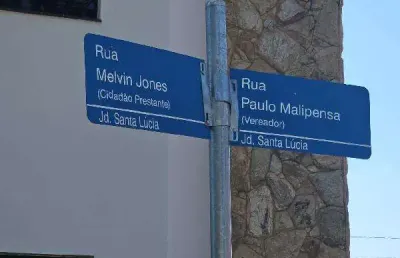 Rua
Melvin Jones
(Cidadão Prestante)
Jd. Santa Lúcia
Rua
Paulo Malipensa
(Vereador)
Jd. Santa Lúcia